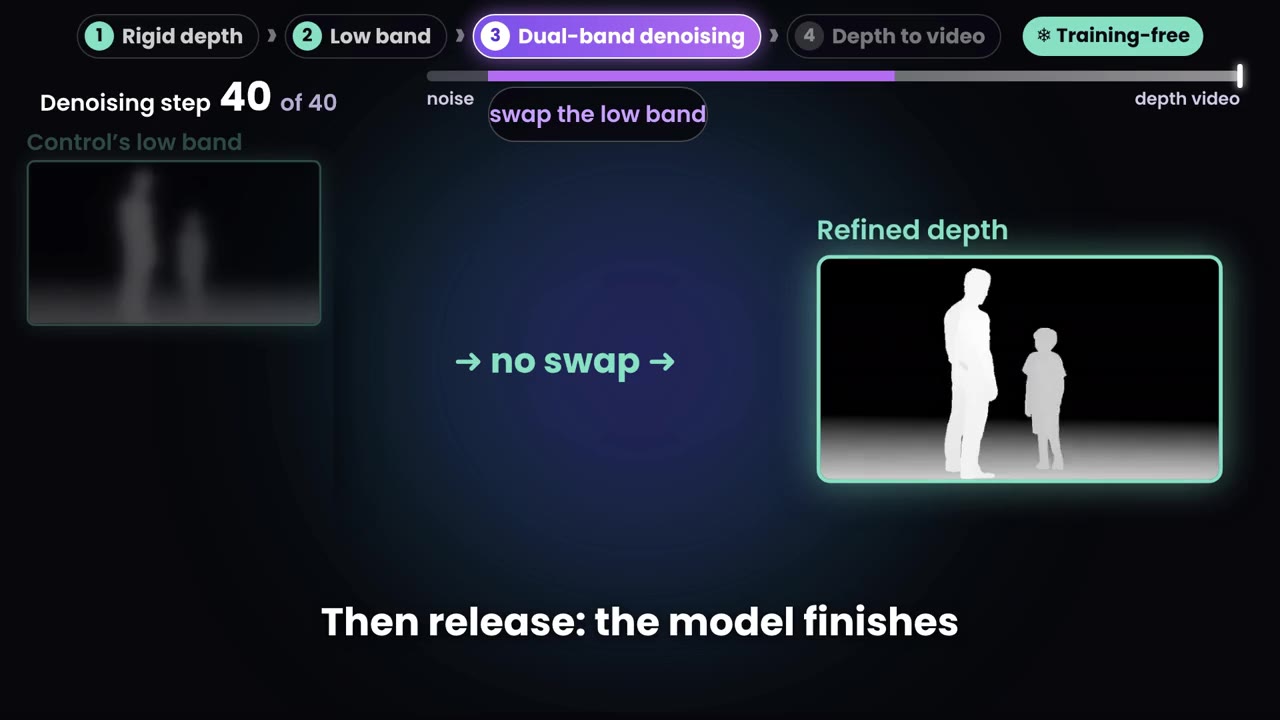 1 Rigid depth › 2 Low band › 3 Dual-band denoising › 4 Depth to video ❄ Training-free
Denoising step 40 of 40
noise
depth video
swap the low band
Control’s low band
Refined depth
→ no swap →
Then release: the model finishes